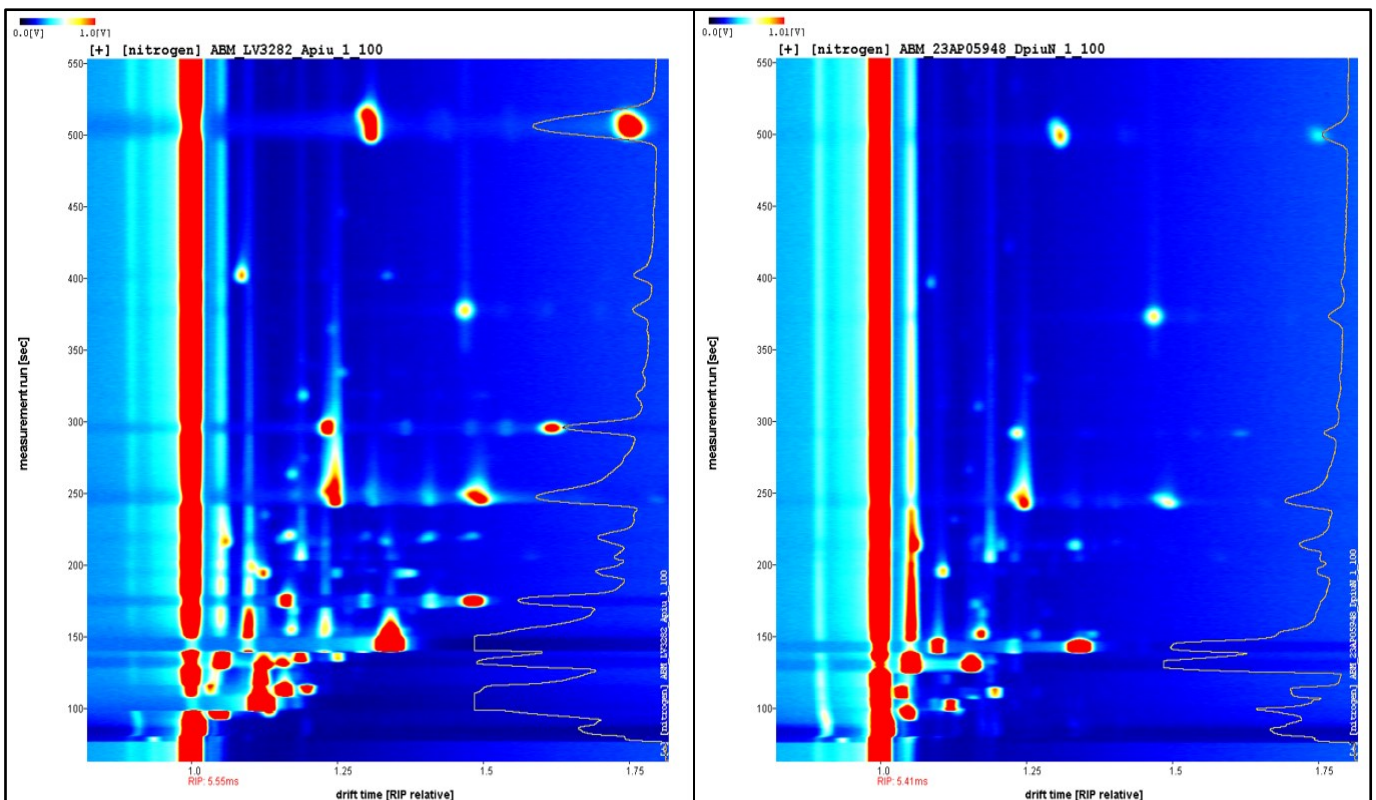 0.0[V] 1.0[V]
[+] [nitrogen] ABM_LV3282_Apiu_1_100
550
500
450
400
350
300
250
200
150
100
measurement run [sec]
[+] [nitrogen] ABM_LV3282_Apiu_1_100
1.0 1.25 1.5 1.75
RIP: 5.55ms
drift time [RIP relative]
0.0[V] 1.01[V]
[+] [nitrogen] ABM_23AP05948_DpiuN_1_100
550
500
450
400
350
300
250
200
150
100
measurement run [sec]
[+] [nitrogen] ABM_23AP05948_DpiuN_1_100
1.0 1.25 1.5 1.75
RIP: 5.41ms
drift time [RIP relative]